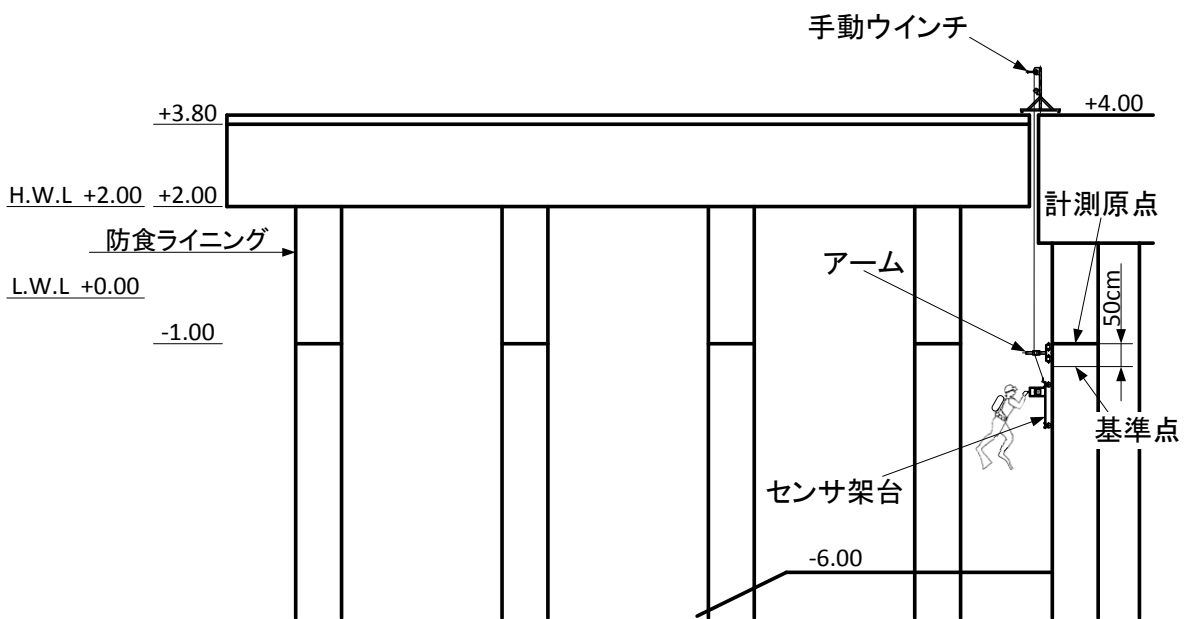 手動ウインチ
+3.80
+4.00
H.W.L +2.00 +2.00
計測原点
防食ライニング
アーム
L.W.L +0.00
50cm
-1.00
基準点
センサ架台
-6.00